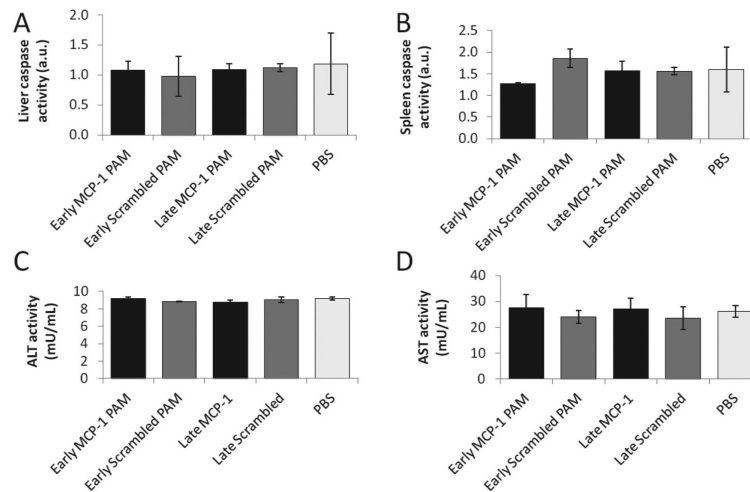 A
Liver caspase
activity (a.u.)
2.0
1.5
1.0
0.5
0.0
Early MCP-1 PAM
Early Scrambled PAM
Late MCP-1 PAM
Late Scrambled PAM
PBS
B
Spleen caspase
activity (a.u.)
2.5
2.0
1.5
1.0
0.5
0.0
Early MCP-1 PAM
Early Scrambled PAM
Late MCP-1 PAM
Late Scrambled PAM
PBS
C
ALT activity
(mU/mL)
10
8
6
4
2
0
Early MCP-1 PAM
Early Scrambled PAM
Late MCP-1
Late Scrambled
PBS
D
AST activity
(mU/mL)
40
30
20
10
0
Early MCP-1 PAM
Early Scrambled PAM
Late MCP-1
Late Scrambled
PBS